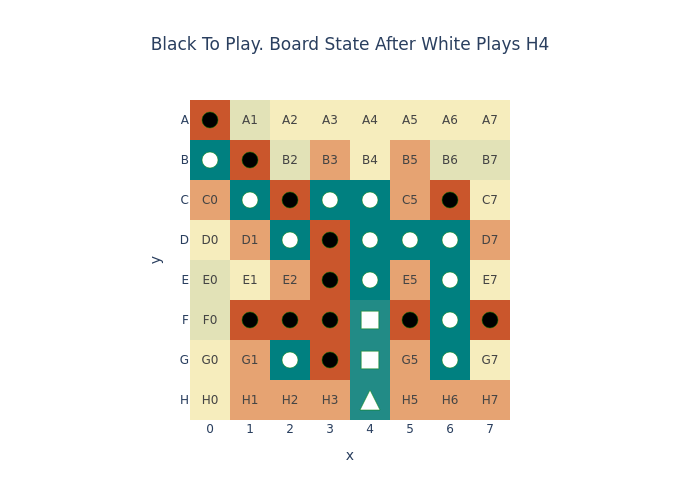 Black To Play. Board State After White Plays H4
A A1 A2 A3 A4 A5 A6 A7
B B2 B3 B4 B5 B6 B7
C C0 C5 C7
D D0 D1 D7
E E0 E1 E2 E5 E7
F F0
G G0 G1 G5 G7
H H0 H1 H2 H3 H5 H6 H7
0 1 2 3 4 5 6 7
x
y